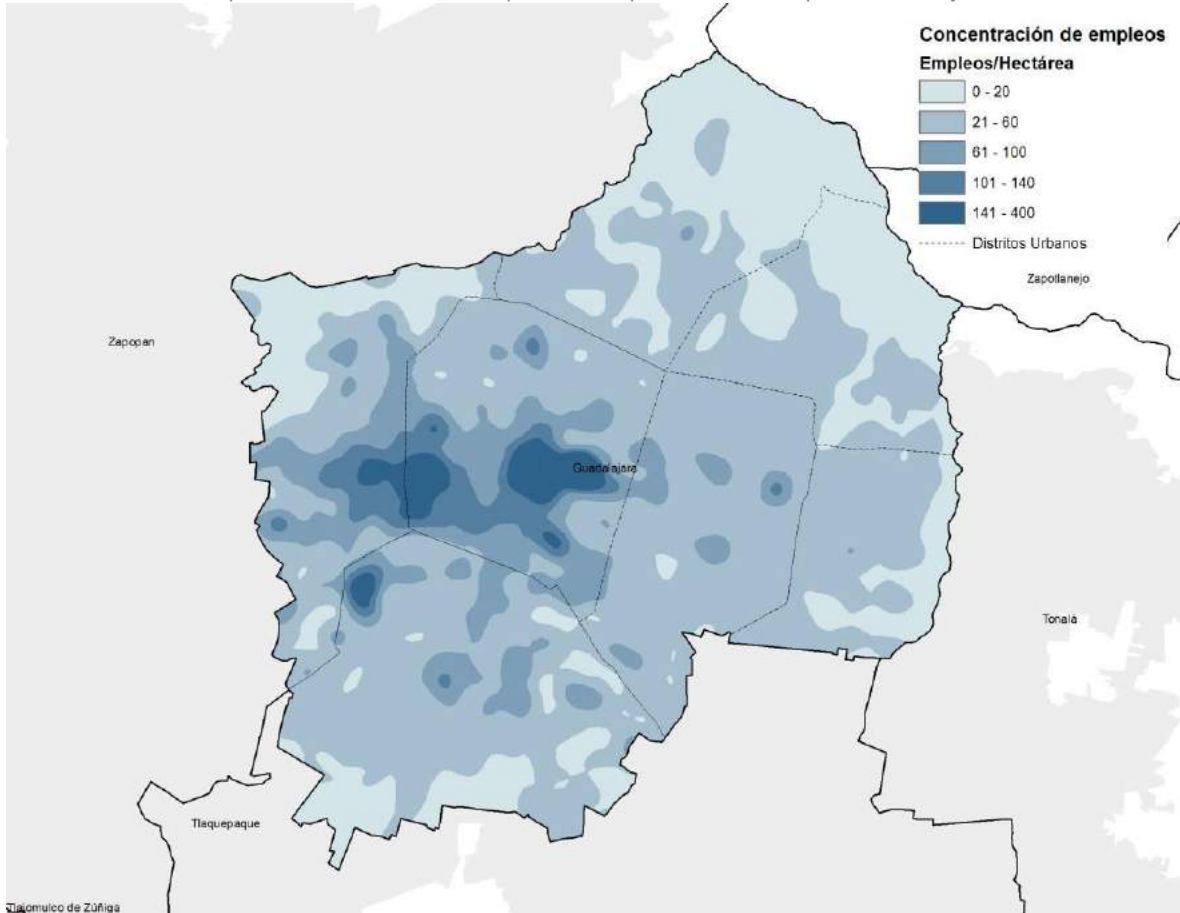 Concentración de empleos
Empleos/Hectárea
0 - 20
21 - 60
61 - 100
101 - 140
141 - 400
Distritos Urbanos
Zapotlanejo
Zapopan
Guadalajara
Tonalá
Tlaquepaque
Tlajomulco de Zúñiga